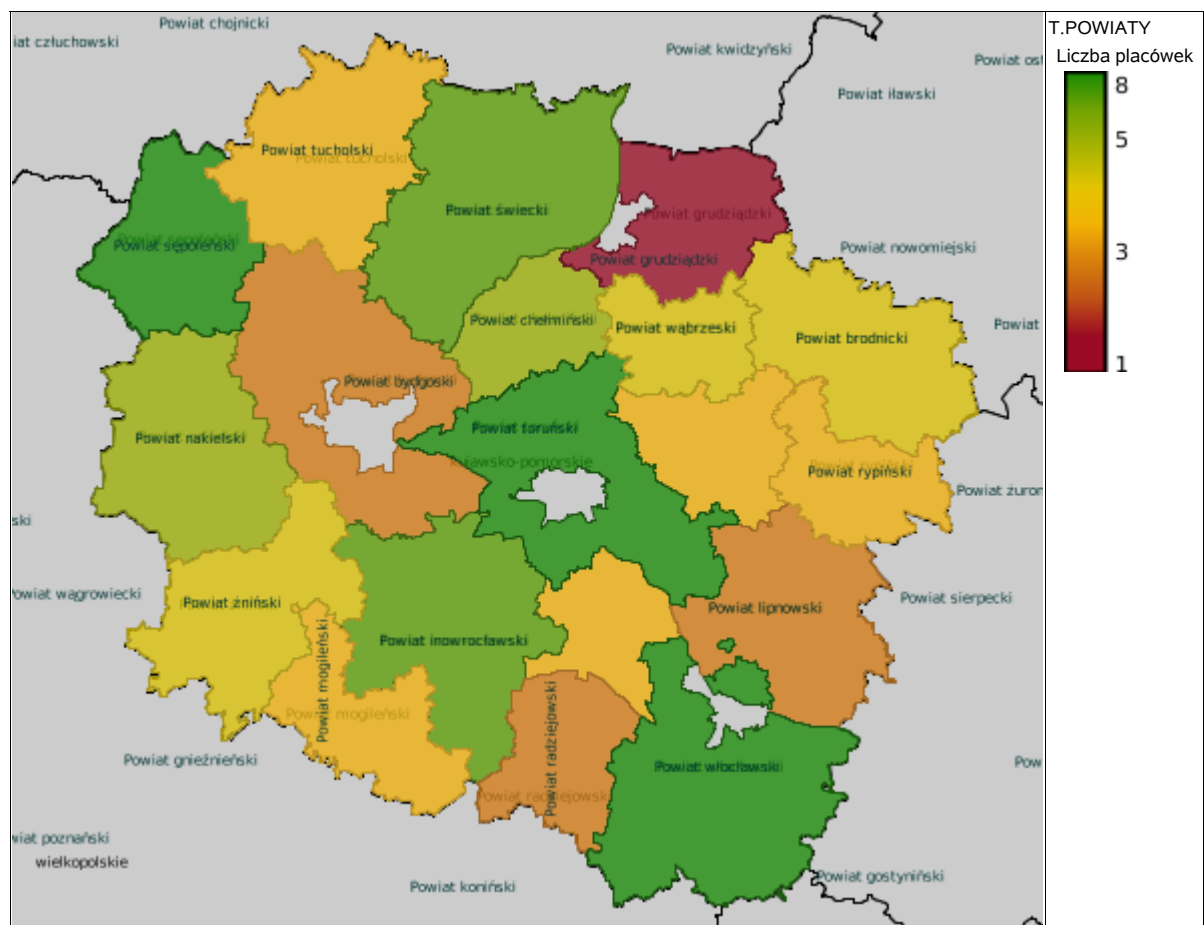 Powiat chojnicki
iat człuchowski
Powiat kwidzyński
Powiat ost
Powiat iławski
Powiat tucholski
Powiat tucholski
Powiat świecki
Powiat grudziądzki
Powiat sępoleński
Powiat sępoleński
Powiat nowomiejski
Powiat grudziądzki
Powiat chełmiński
Powiat wąbrzeski
Powiat
Powiat brodnicki
Powiat bydgoski
Powiat toruński
Powiat nakielski
kujawsko-pomorskie
Powiat rypiński
Powiat żuron
ski
Powiat wągrowiecki
Powiat żniński
Powiat sierpecki
Powiat lipnowski
Powiat inowrocławski
Powiat mogileński
Powiat mogileński
Powiat radziejowski
Powiat gnieźnieński
Powiat włocławski
Pow
Powiat radziejowski
wiat poznański
wielkopolskie
Powiat koniński
Powiat gostyniński
T.POWIATY
Liczba placówek
8
5
3
1